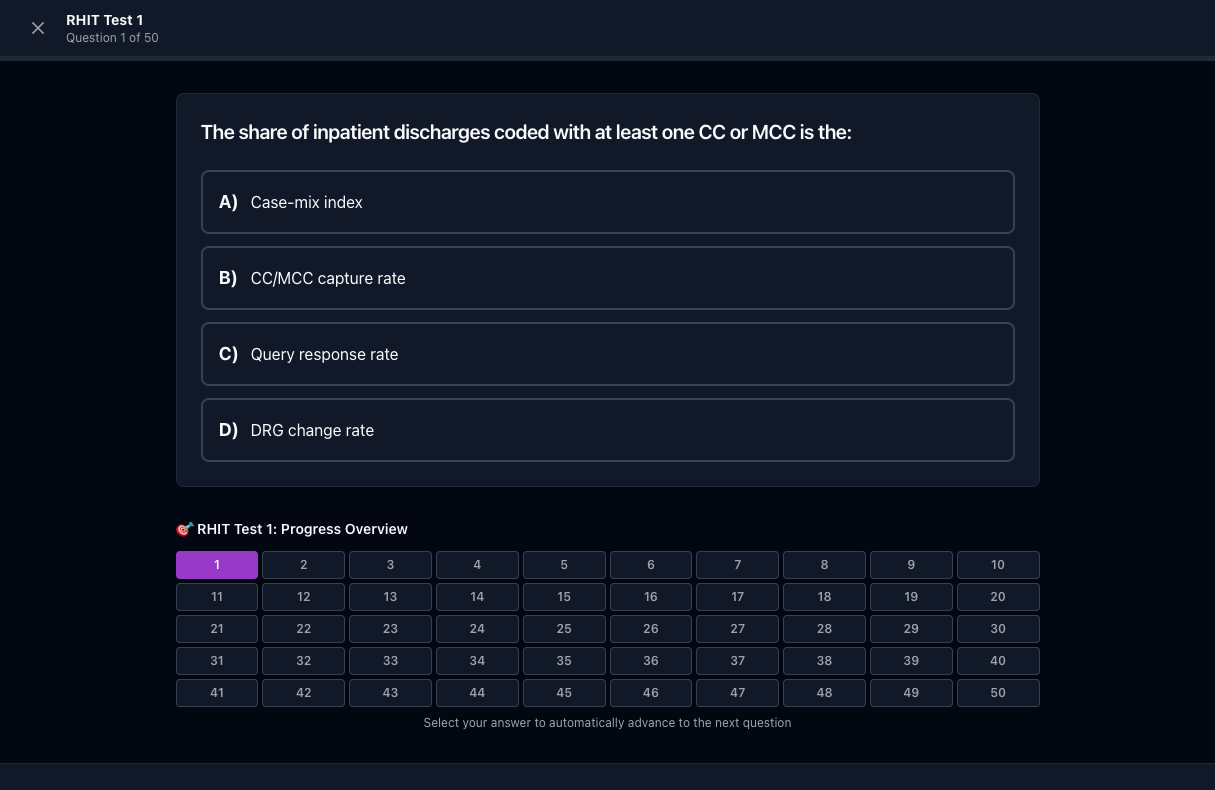 RHIT Test 1
Question 1 of 50
The share of inpatient discharges coded with at least one CC or MCC is the:
A) Case-mix index
B) CC/MCC capture rate
C) Query response rate
D) DRG change rate
🎯 RHIT Test 1: Progress Overview
1 2 3 4 5 6 7 8 9 10
11 12 13 14 15 16 17 18 19 20
21 22 23 24 25 26 27 28 29 30
31 32 33 34 35 36 37 38 39 40
41 42 43 44 45 46 47 48 49 50
Select your answer to automatically advance to the next question